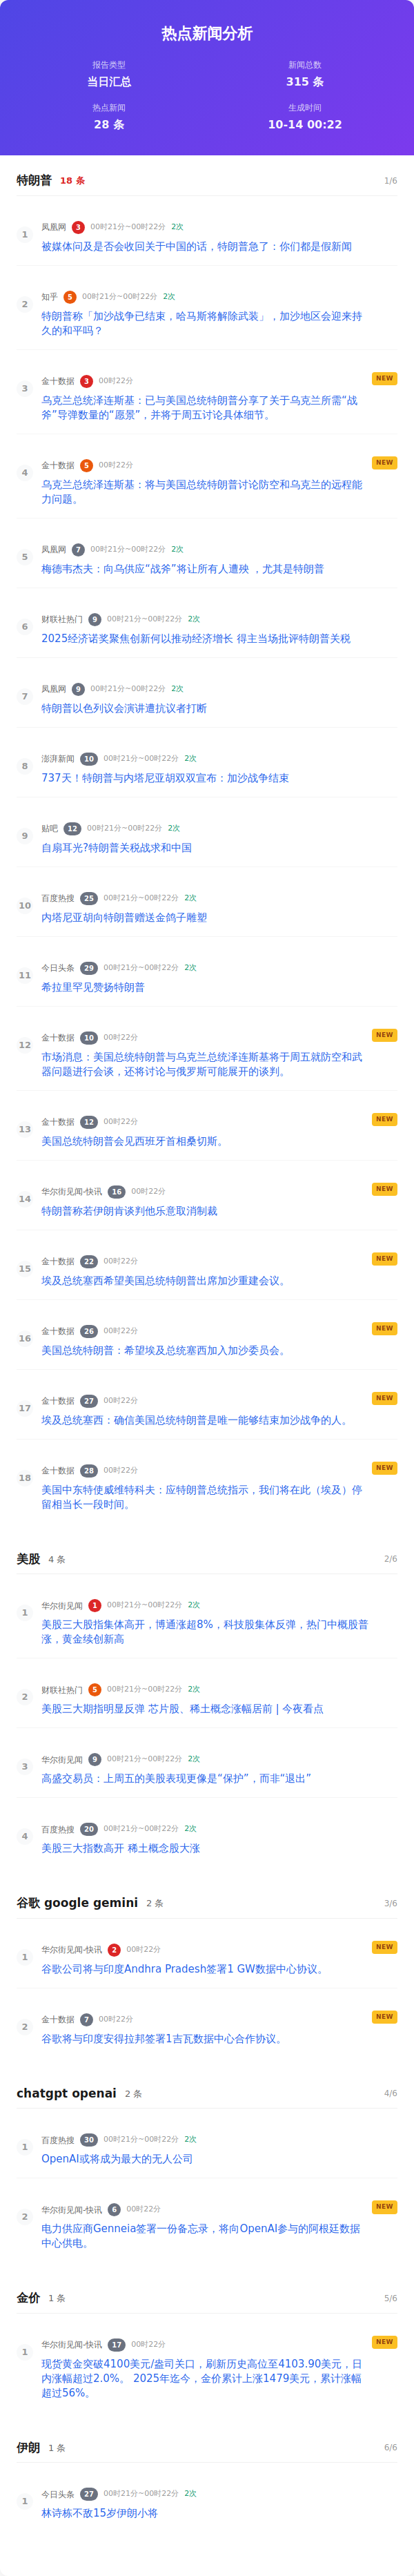 热点新闻分析
报告类型
当日汇总
新闻总数
315 条
热点新闻
28 条
生成时间
10-14 00:22
特朗普 18 条 1/6
1
凤凰网 3 00时21分~00时22分 2次
被媒体问及是否会收回关于中国的话，特朗普急了：你们都是假新闻
2
知乎 5 00时21分~00时22分 2次
特朗普称「加沙战争已结束，哈马斯将解除武装」，加沙地区会迎来持
久的和平吗？
3
金十数据 3 00时22分 NEW
乌克兰总统泽连斯基：已与美国总统特朗普分享了关于乌克兰所需“战
斧”导弹数量的“愿景”，并将于周五讨论具体细节。
4
金十数据 5 00时22分 NEW
乌克兰总统泽连斯基：将与美国总统特朗普讨论防空和乌克兰的远程能
力问题。
5
凤凰网 7 00时21分~00时22分 2次
梅德韦杰夫：向乌供应“战斧”将让所有人遭殃 ，尤其是特朗普
6
财联社热门 9 00时21分~00时22分 2次
2025经济诺奖聚焦创新何以推动经济增长 得主当场批评特朗普关税
7
凤凰网 9 00时21分~00时22分 2次
特朗普以色列议会演讲遭抗议者打断
8
澎湃新闻 10 00时21分~00时22分 2次
737天！特朗普与内塔尼亚胡双双宣布：加沙战争结束
9
贴吧 12 00时21分~00时22分 2次
自扇耳光?特朗普关税战求和中国
10
百度热搜 25 00时21分~00时22分 2次
内塔尼亚胡向特朗普赠送金鸽子雕塑
11
今日头条 29 00时21分~00时22分 2次
希拉里罕见赞扬特朗普
12
金十数据 10 00时22分 NEW
市场消息：美国总统特朗普与乌克兰总统泽连斯基将于周五就防空和武
器问题进行会谈，还将讨论与俄罗斯可能展开的谈判。
13
金十数据 12 00时22分 NEW
美国总统特朗普会见西班牙首相桑切斯。
14
华尔街见闻-快讯 16 00时22分 NEW
特朗普称若伊朗肯谈判他乐意取消制裁
15
金十数据 22 00时22分 NEW
埃及总统塞西希望美国总统特朗普出席加沙重建会议。
16
金十数据 26 00时22分 NEW
美国总统特朗普：希望埃及总统塞西加入加沙委员会。
17
金十数据 27 00时22分 NEW
埃及总统塞西：确信美国总统特朗普是唯一能够结束加沙战争的人。
18
金十数据 28 00时22分 NEW
美国中东特使威维特科夫：应特朗普总统指示，我们将在此（埃及）停
留相当长一段时间。
美股 4 条 2/6
1
华尔街见闻 1 00时21分~00时22分 2次
美股三大股指集体高开，博通涨超8%，科技股集体反弹，热门中概股普
涨，黄金续创新高
2
财联社热门 5 00时21分~00时22分 2次
美股三大期指明显反弹 芯片股、稀土概念涨幅居前 | 今夜看点
3
华尔街见闻 9 00时21分~00时22分 2次
高盛交易员：上周五的美股表现更像是“保护”，而非“退出”
4
百度热搜 20 00时21分~00时22分 2次
美股三大指数高开 稀土概念股大涨
谷歌 google gemini 2 条 3/6
1
华尔街见闻-快讯 2 00时22分 NEW
谷歌公司将与印度Andhra Pradesh签署1 GW数据中心协议。
2
金十数据 7 00时22分 NEW
谷歌将与印度安得拉邦签署1吉瓦数据中心合作协议。
chatgpt openai 2 条 4/6
1
百度热搜 30 00时21分~00时22分 2次
OpenAI或将成为最大的无人公司
2
华尔街见闻-快讯 6 00时22分 NEW
电力供应商Genneia签署一份备忘录，将向OpenAI参与的阿根廷数据
中心供电。
金价 1 条 5/6
1
华尔街见闻-快讯 17 00时22分 NEW
现货黄金突破4100美元/盎司关口，刷新历史高位至4103.90美元，日
内涨幅超过2.0%。 2025年迄今，金价累计上涨1479美元，累计涨幅
超过56%。
伊朗 1 条 6/6
1
今日头条 27 00时21分~00时22分 2次
林诗栋不敌15岁伊朗小将